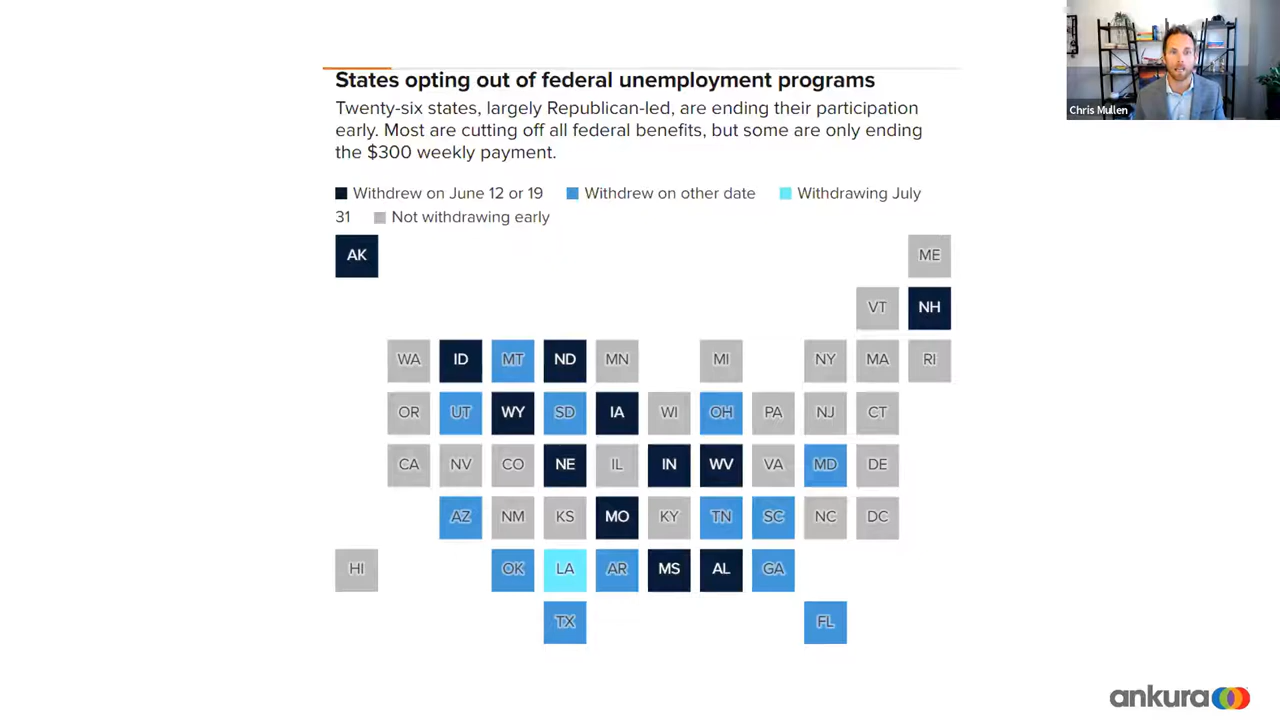 Chris Mullen
States opting out of federal unemployment programs
Twenty-six states, largely Republican-led, are ending their participation
early. Most are cutting off all federal benefits, but some are only ending
the $300 weekly payment.
Withdrew on June 12 or 19 Withdrew on other date Withdrawing July
31 Not withdrawing early
AK ME
VT NH
WA ID MT ND MN MI NY MA RI
OR UT WY SD IA WI OH PA NJ CT
CA NV CO NE IL IN WV VA MD DE
AZ NM KS MO KY TN SC NC DC
HI OK LA AR MS AL GA
TX FL
ankura